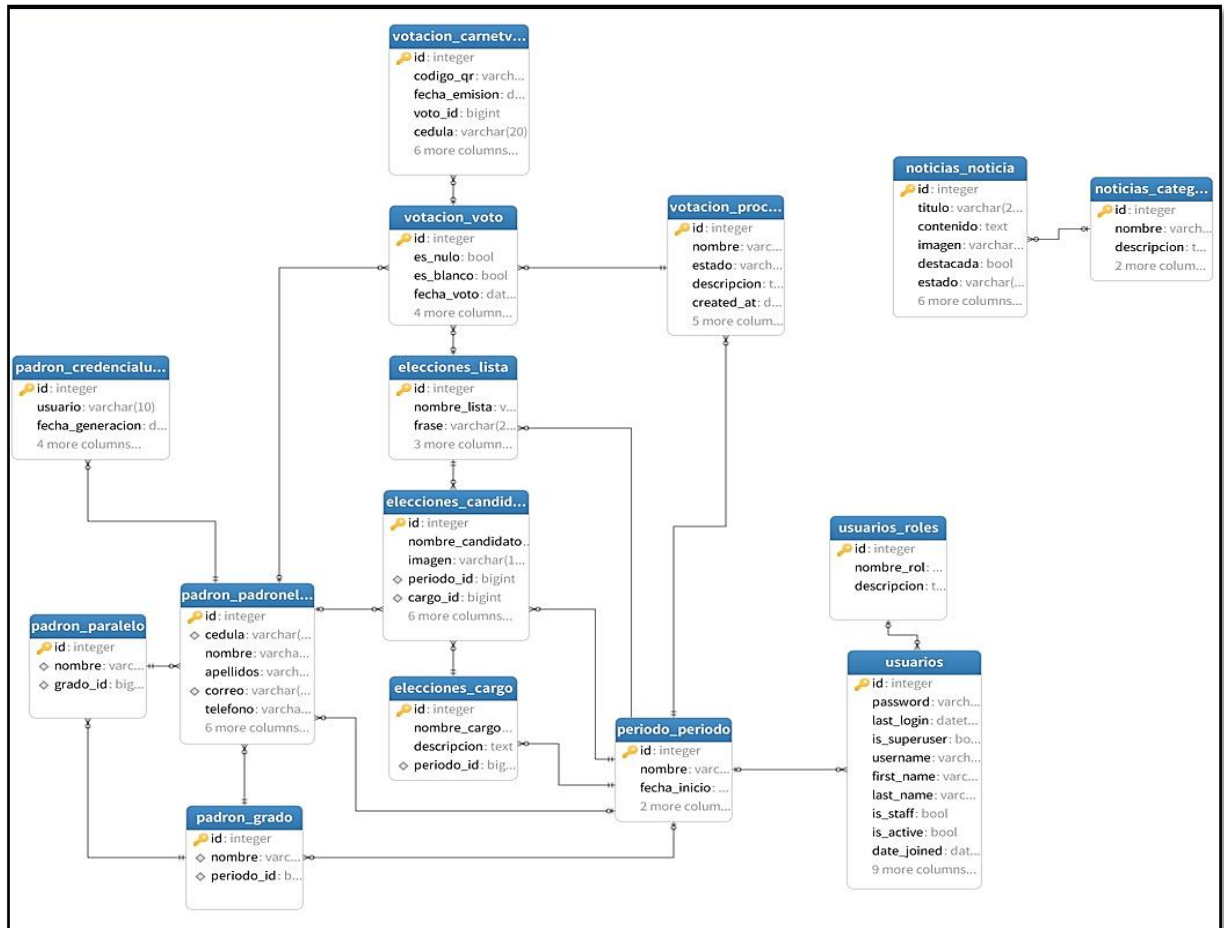 votacion_carnetv...
id: integer
codigo_qr: varch...
fecha_emision: d...
voto_id: bigint
cedula: varchar(20)
6 more columns...
votacion_voto
id: integer
es_nulo: bool
es_blanco: bool
fecha_voto: dat...
4 more column...
votacion_proc...
id: integer
nombre: varc...
estado: varch...
descripcion: t...
created_at: d...
5 more colum...
noticias_noticia
id: integer
titulo: varchar(2...
contenido: text
imagen: varchar...
destacada: bool
estado: varchar(...
6 more columns...
noticias_categ...
id: integer
nombre: varch...
descripcion: t...
2 more colum...
padron_credencialu...
id: integer
usuario: varchar(10)
fecha_generacion: d...
4 more columns...
elecciones_lista
id: integer
nombre_lista: v...
frase: varchar(2...
3 more column...
elecciones_candid...
id: integer
nombre_candidato...
imagen: varchar(1...
periodo_id: bigint
cargo_id: bigint
6 more columns...
usuarios_roles
id: integer
nombre_rol: ...
descripcion: t...
padron_padronel...
id: integer
cedula: varchar(...
nombre: varcha...
apellidos: varch...
correo: varchar(...
telefono: varcha...
6 more columns...
padron_paralelo
id: integer
nombre: varc...
grado_id: big...
elecciones_cargo
id: integer
nombre_cargo...
descripcion: text
periodo_id: big...
periodo_periodo
id: integer
nombre: varc...
fecha_inicio: ...
2 more colum...
usuarios
id: integer
password: varch...
last_login: datet...
is_superuser: bo...
username: varch...
first_name: varc...
last_name: varc...
is_staff: bool
is_active: bool
date_joined: dat...
9 more columns...
padron_grado
id: integer
nombre: varc...
periodo_id: b...